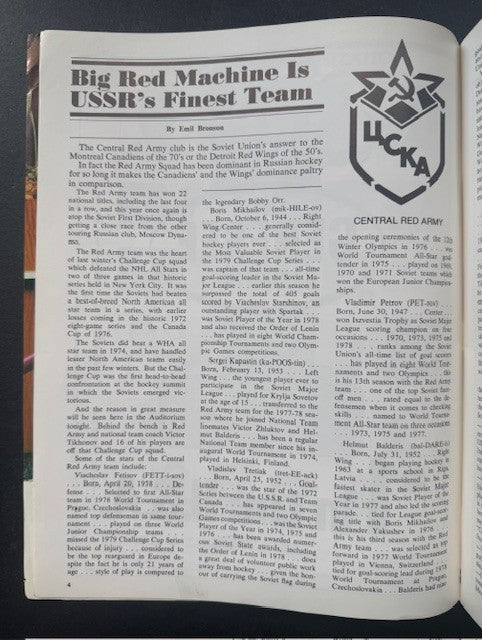 Big Red Machine Is
USSR's Finest Team
By Emil Bronson
The Central Red Army club is the Soviet Union's answer to the
Montreal Canadiens of the 70's or the Detroit Red Wings of the 50's.
In fact the Red Army Squad has been dominant in Russian hockey
for so long it makes the Canadiens' and the Wings' dominance paltry
in comparison.
The Red Army team has won 22
national titles, including the last four
in a row, and this year once again is
atop the Soviet First Division, though
getting a close race from the other
touring Russian club, Moscow Dyna-
mo.
The Red Army team was the heart
of last winter's Challenge Cup squad
which defeated the NHL All Stars in
two of three games in that historic
series held in New York City. It was
the first time the Soviets had beaten
a best-of-breed North American all
star team in a series, with earlier
losses coming in the historic 1972
eight-game series and the Canada
Cup of 1976.
The Soviets did beat a WHA all
star team in 1974, and have handled
lesser North American teams easily
in the past few winters. But the Chal-
lenge Cup was the first head-to-head
confrontation at the hockey summit
in which the Soviets emerged vic-
torious.
And the reason in great measure
will be seen here in the Auditorium
tonight. Behind the bench is Red
Army and national team coach Victor
Tikhonov and 16 of his players are
off that Challenge Cup squad.
Some of the stars of the Central
Red Army team include:
Viacheslav Fetisov (FETT-i-sov)
. . . Born, April 20, 1958 . . . De-
fense . . . Selected to first All-Star
team in 1978 World Tournament in
Prague, Czechoslovakia . . . was also
named top defenseman in same tour-
nament . . . played on three World
Junior Championship teams . . .
missed the 1979 Challenge Cup Series
because of injury . . . considered to
be the top rearguard in Europe de-
spite the fact he is only 21 years of
age . . . style of play is compared to
4
the legendary Bobby Orr.
Boris Mikhailov (mik-HILE-ov)
. . . Born, October 6, 1944 . . . Right
Wing-Center . . . generally consid-
ered to be one of the best Soviet
hockey players ever . . . selected as
the Most Valuable Soviet Player in
the 1979 Challenge Cup Series . . .
was captain of that team . . . all-time
goal-scoring leader in the Soviet Ma-
jor League . . . earlier this season he
surpassed the total of 405 goals
scored by Viacheslav Starshinov, an
outstanding player with Spartak . . .
was Soviet Player of the Year in 1978
and also received the Order of Lenin
. . . has played in eight World Cham-
pionship Tournaments and two Olym-
pic Games competitions.
Sergei Kapustin (ka-POOS-tin) . . .
Born, February 13, 1953 . . . Left
Wing . . . the youngest player ever to
participate in the Soviet Major
League . . . played for Krylja Sovetov
at the age of 15 . . . transferred to the
Red Army team for the 1977-78 sea-
son where he joined National Team
linemates Victor Zhluktov and Hel-
mut Balderis . . . has been a regular
National Team member since his in-
augural World Tournament in 1974,
played in Helsinki, Finland.
Vladislav Tretiak (tret-EE-ack)
. . . Born, April 25, 1952 . . . Goal-
tender . . . was the star of the 1972
Series between the U.S.S.R. and Team
Canada . . . has appeared in seven
World Tournaments and two Olympic
Games competitions . . . was the Soviet
Player of the Year in 1974, 1975 and
1976 . . . has been awarded numer-
ous Soviet State awards, including
the Order of Lenin in 1978 . . . does
a great deal of volunteer public work
away from hockey . . . given the hon-
our of carrying the Soviet flag during
ЦСКА
CENTRAL RED ARMY
the opening ceremonies of the 12th
Winter Olympics in 1976 . . . was
World Tournament All-Star goal-
tender in 1975 . . . played on 1969,
1970 and 1971 Soviet teams which
won the European Junior Champia-
ships.
Vladimir Petrov (PET-rov) . . .
Born, June 30, 1947 . . . Center . . .
won Izvestia Trophy as Soviet Major
League scoring champion on five
occasions . . . 1970, 1973, 1975 and
1978 . . . ranks among the Soviet
Union's all-time list of goal scorers
. . . has played in eight World Tour-
naments and two Olympics . . . this
is his 13th season with the Red Army
team . . . one of the top Soviet face-
off men . . . rated equal to the de-
fensemen when it comes to checking
skills . . . named to World Tourna-
ment All-Star team on three occasions
. . . 1973, 1975 and 1977.
Helmut Balderis (bal-DARE-is)
. . . Born, July 31, 1952 . . . Right
Wing . . . began playing hockey in
1963 at a sports school in Riga,
Latvia . . . considered to be the
fastest skater in the Soviet Major
League . . . was Soviet Player of the
Year in 1977 and also led the scoring
parade . . . tied for League goal-scor-
ing title with Boris Mikhailov and
Alexander Yakushev in 1976 . . .
this is his third season with the Red
Army team . . . was selected as top
forward in 1977 World Tournament
played in Vienna, Switzerland . . .
tied for goal-scoring lead during 1978
World Tournament at Prague,
Czechoslovakia . . . Balderis had older